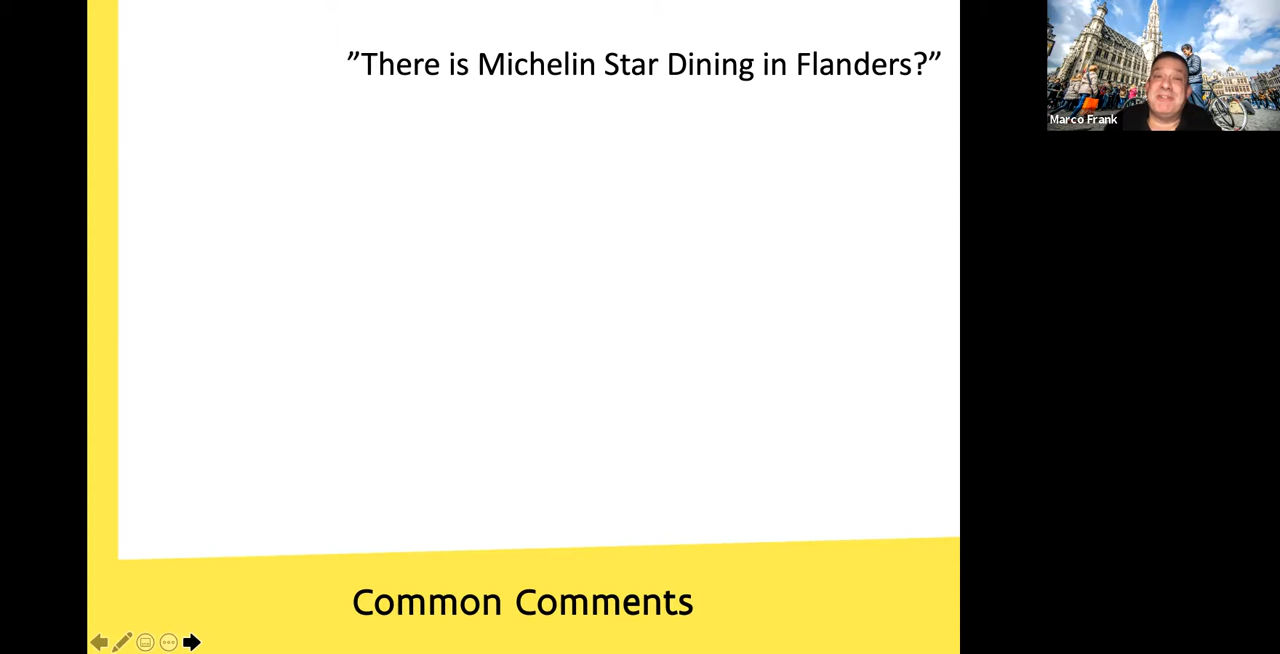 ”There is Michelin Star Dining in Flanders?”
Marco Frank
Common Comments